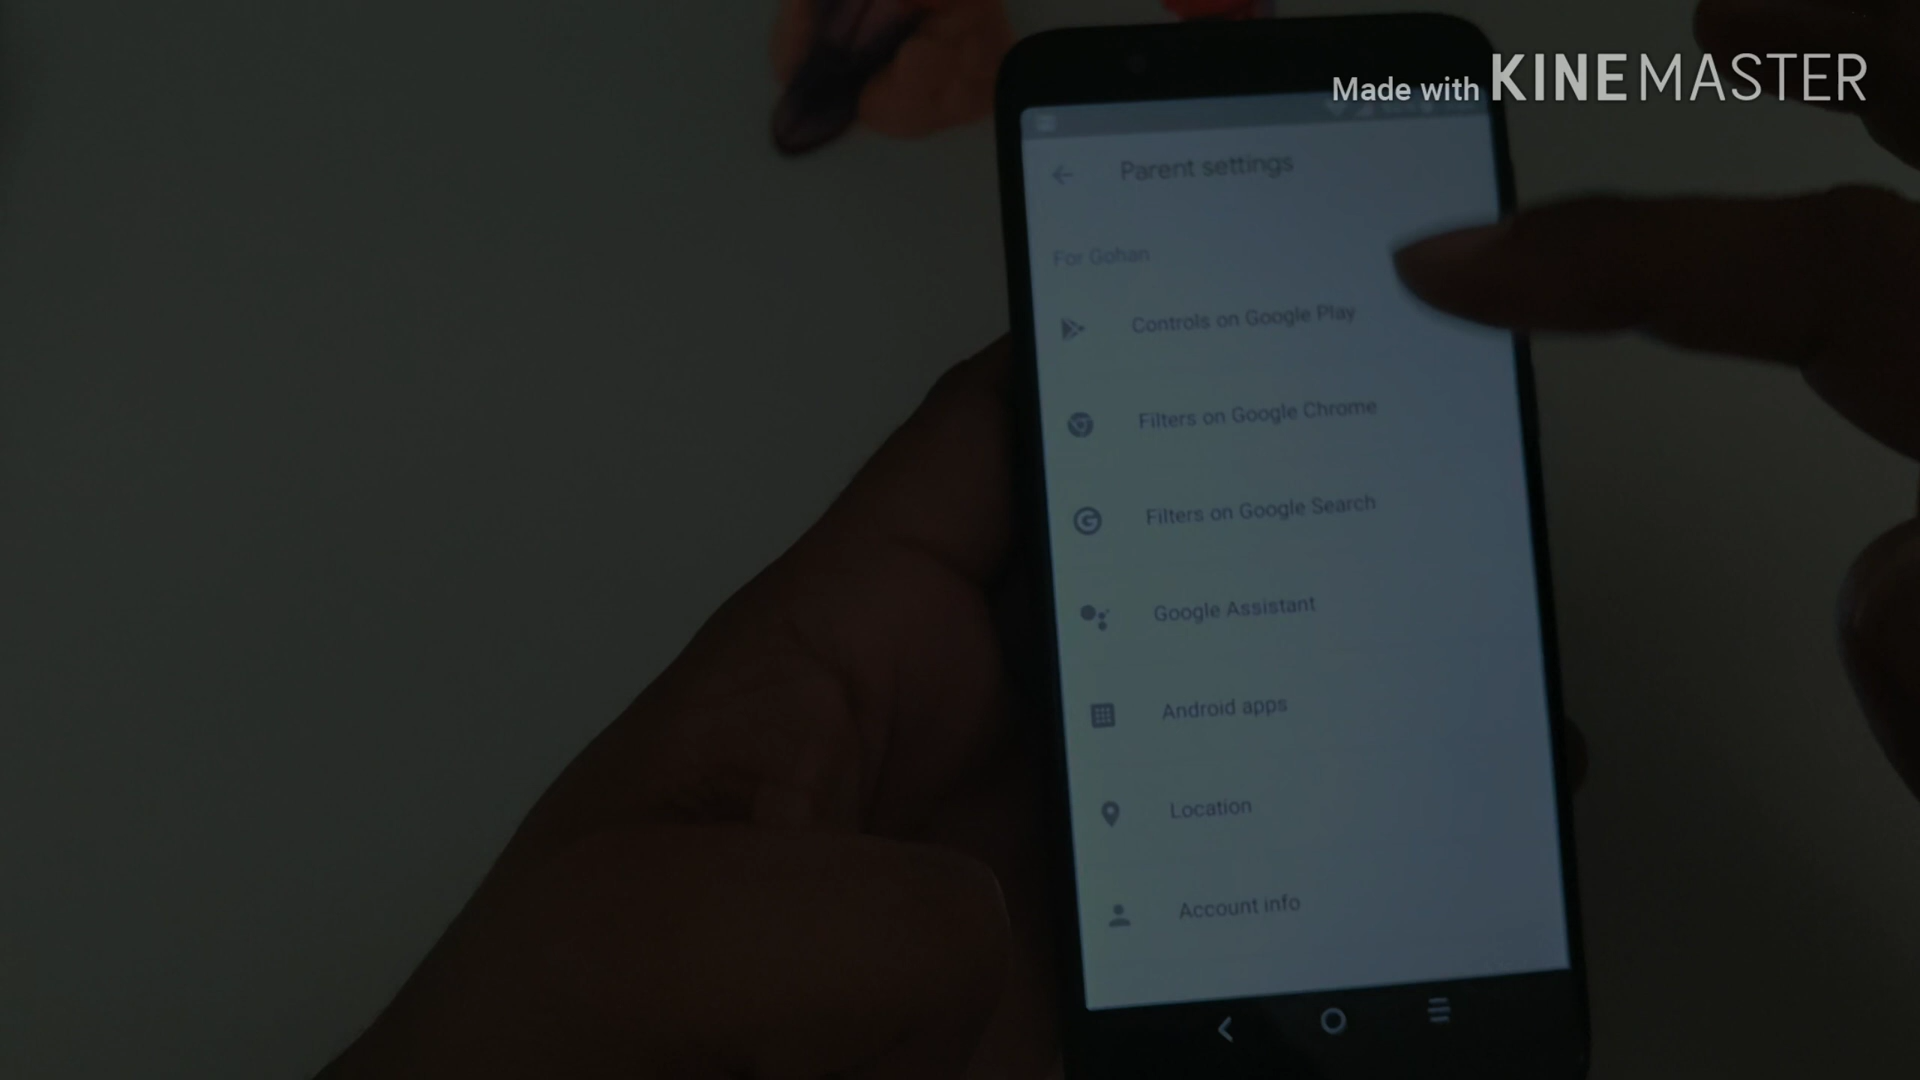 Made with KINEMASTER
Parent settings
For Gohan
Controls on Google Play
Filters on Google Chrome
Filters on Google Search
Google Assistant
Android apps
Location
Account info